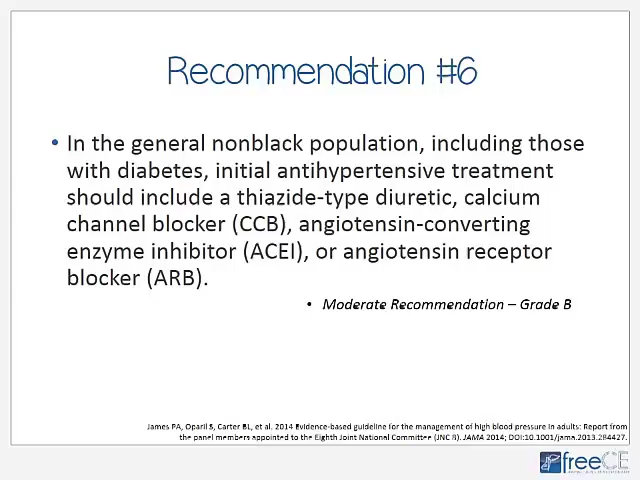 Recommendation #6
• In the general nonblack population, including those
with diabetes, initial antihypertensive treatment
should include a thiazide-type diuretic, calcium
channel blocker (CCB), angiotensin-converting
enzyme inhibitor (ACEI), or angiotensin receptor
blocker (ARB).
• Moderate Recommendation – Grade B
James PA, Oparil S, Carter BL, et al. 2014 Evidence-based guideline for the management of high blood pressure in adults: Report from
the panel members appointed to the Eighth Joint National Committee (JNC 8). JAMA 2014; DOI:10.1001/jama.2013.284427.
freeCE